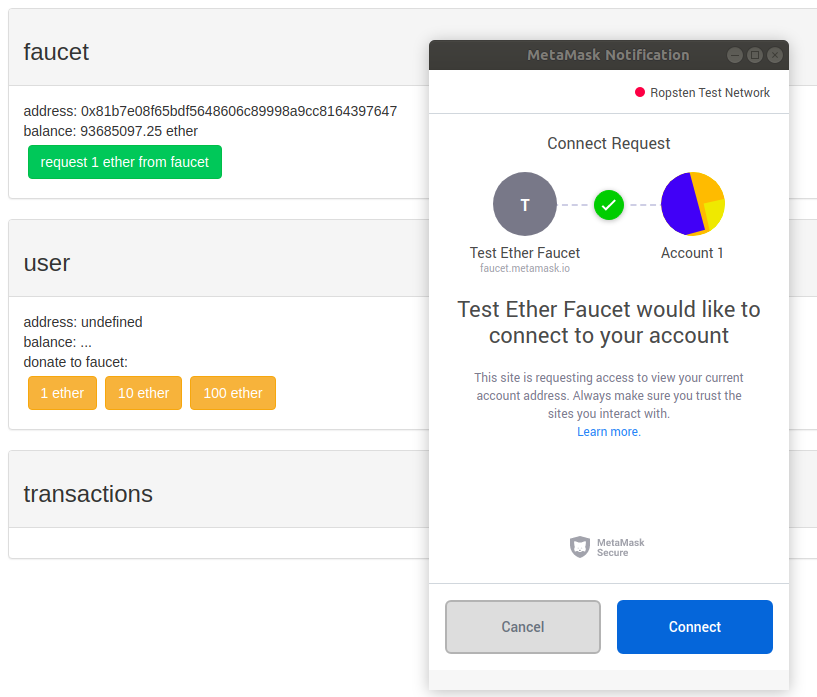 faucet
address: 0x81b7e08f65bdf5648606c89998a9cc8164397647
balance: 93685097.25 ether
request 1 ether from faucet
user
address: undefined
balance: ...
donate to faucet:
1 ether 10 ether 100 ether
transactions
MetaMask Notification
Ropsten Test Network
Connect Request
T
Test Ether Faucet Account 1
faucet.metamask.io
Test Ether Faucet would like to
connect to your account
This site is requesting access to view your current
account address. Always make sure you trust the
sites you interact with.
Learn more.
MetaMask
Secure
Cancel Connect